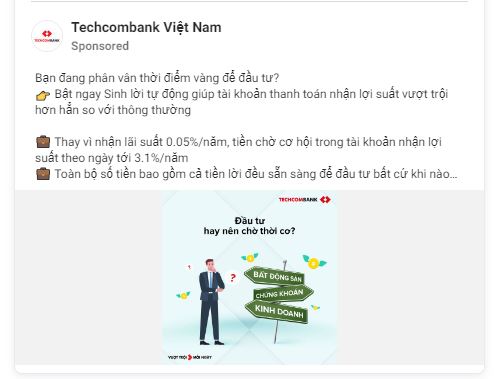 TECHCOMBANK
Techcombank Việt Nam
Sponsored
Bạn đang phân vân thời điểm vàng để đầu tư?
👉 Bật ngay Sinh lời tự động giúp tài khoản thanh toán nhận lợi suất vượt trội
hơn hẳn so với thông thường
💼 Thay vì nhận lãi suất 0.05%/năm, tiền chờ cơ hội trong tài khoản nhận lợi
suất theo ngày tới 3.1%/năm
💼 Toàn bộ số tiền bao gồm cả tiền lời đều sẵn sàng để đầu tư bất cứ khi nào...
TECHCOMBANK
Đầu tư
hay nên chờ thời cơ?
? ?
BẤT ĐỘNG SẢN
CHỨNG KHOÁN
KINH DOANH
VƯỢT TRỘI MỖI NGÀY